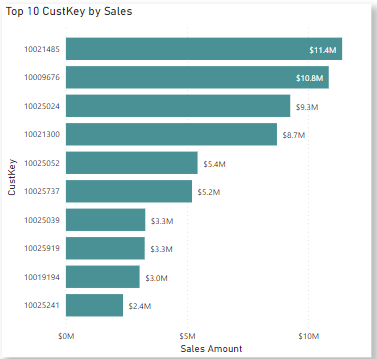 Top 10 CustKey by Sales
CustKey
10021485 $11.4M
10009676 $10.8M
10025024 $9.3M
10021300 $8.7M
10025052 $5.4M
10025737 $5.2M
10025039 $3.3M
10025919 $3.3M
10019194 $3.0M
10025241 $2.4M
$0M $5M $10M
Sales Amount